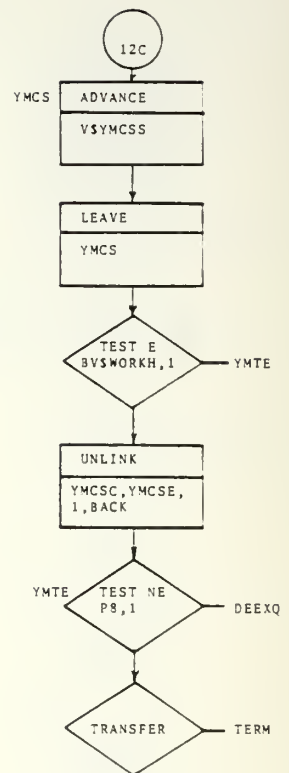 12C
YMCS ADVANCE
V$YMCSS
LEAVE
YMCS
TEST E
BV$WORKH,1 YMTE
UNLINK
YMCSC,YMCSE,
1,BACK
YMTE TEST NE
P8,1 DEEXQ
TRANSFER TERM